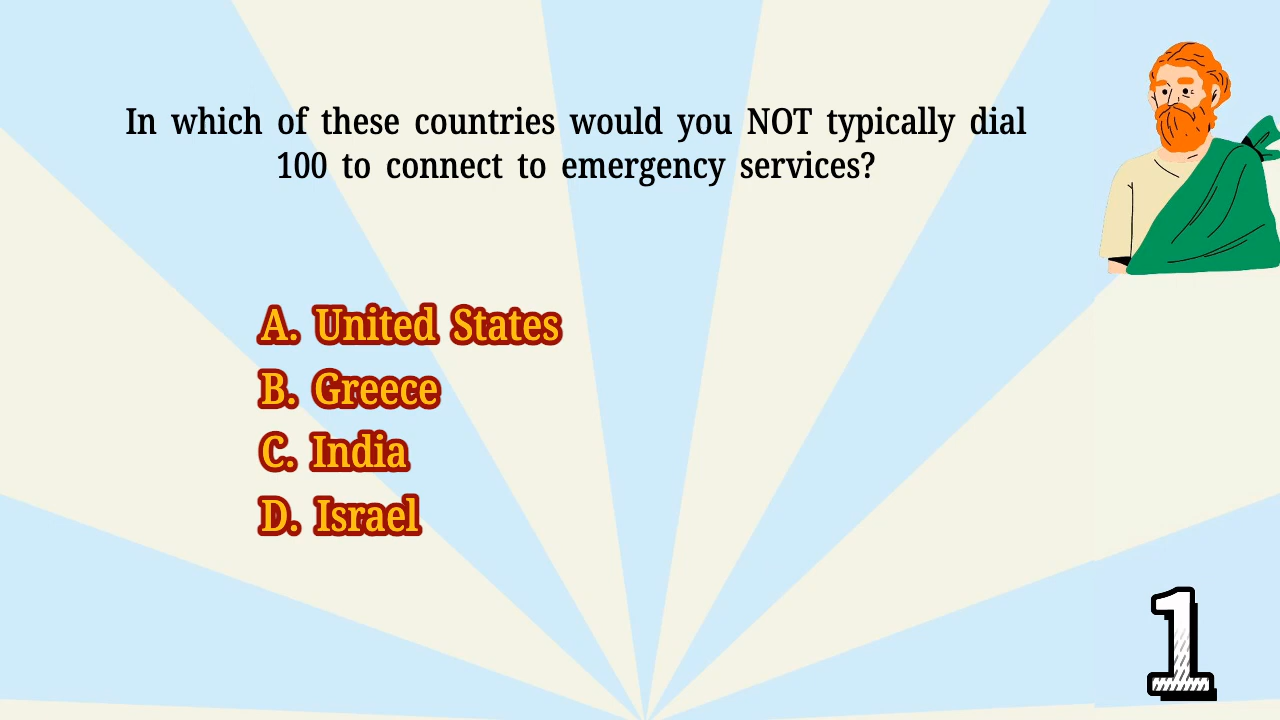 In which of these countries would you NOT typically dial
100 to connect to emergency services?
A. United States
B. Greece
C. India
D. Israel
1